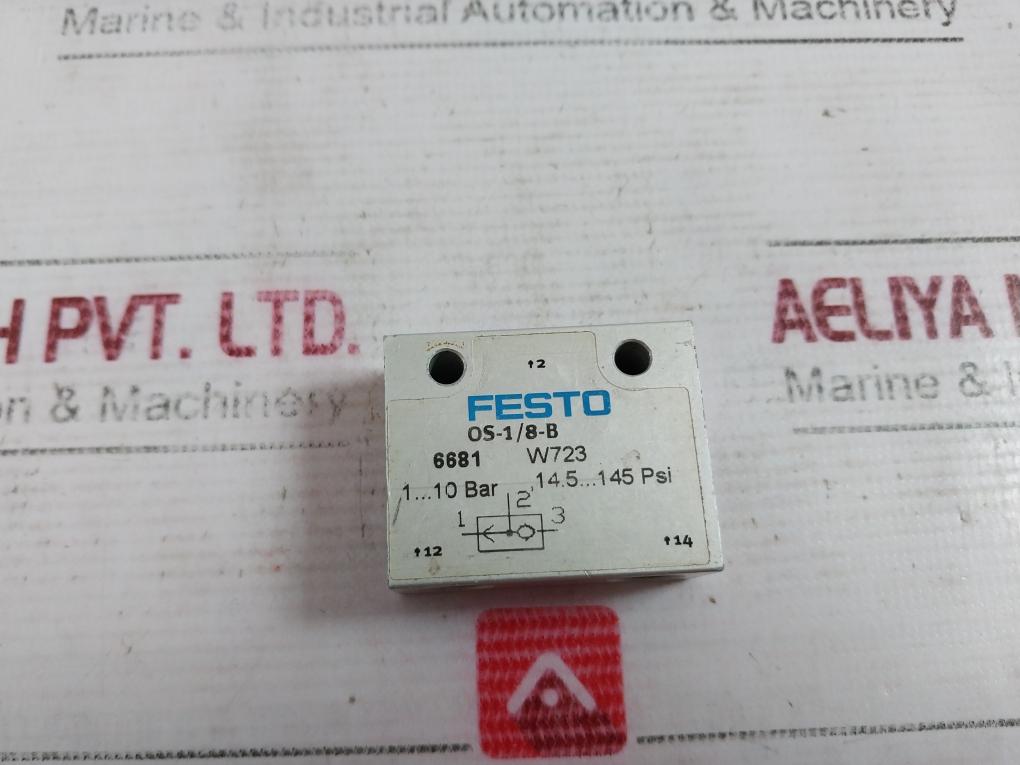 Marine & Industrial Automation & Machinery
H PVT. LTD.
on & Machinery
AELIYA M
Marine & I
↑2
FESTO
OS-1/8-B
6681 W723
1...10 Bar 14.5...145 Psi
2
1 3
↑12 ↑14